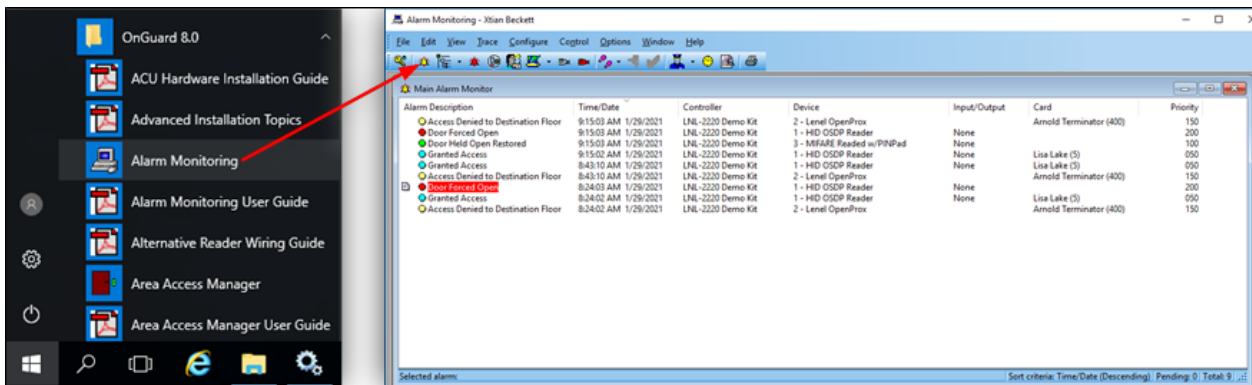 OnGuard 8.0
ACU Hardware Installation Guide
Advanced Installation Topics
Alarm Monitoring
Alarm Monitoring User Guide
Alternative Reader Wiring Guide
Area Access Manager
Area Access Manager User Guide
Alarm Monitoring - Xtian Beckett
File Edit View Trace Configure Control Options Window Help
Main Alarm Monitor
Alarm Description Time/Date Controller Device Input/Output Card Priority
Access Denied to Destination Floor 9:15:03 AM 1/29/2021 LNL-2220 Demo Kit 2 - Lenel OpenProx Arnold Terminator (400) 150
Door Forced Open 9:15:03 AM 1/29/2021 LNL-2220 Demo Kit 1 - HID OSDP Reader None 200
Door Held Open Restored 9:15:03 AM 1/29/2021 LNL-2220 Demo Kit 3 - MIFARE Readed w/PINPad None 100
Granted Access 9:15:02 AM 1/29/2021 LNL-2220 Demo Kit 1 - HID OSDP Reader None Lisa Lake (5) 050
Granted Access 8:43:10 AM 1/29/2021 LNL-2220 Demo Kit 1 - HID OSDP Reader None Lisa Lake (5) 050
Access Denied to Destination Floor 8:43:10 AM 1/29/2021 LNL-2220 Demo Kit 2 - Lenel OpenProx Arnold Terminator (400) 150
Door Forced Open 8:24:03 AM 1/29/2021 LNL-2220 Demo Kit 1 - HID OSDP Reader None 200
Granted Access 8:24:02 AM 1/29/2021 LNL-2220 Demo Kit 1 - HID OSDP Reader None Lisa Lake (5) 050
Access Denied to Destination Floor 8:24:02 AM 1/29/2021 LNL-2220 Demo Kit 2 - Lenel OpenProx Arnold Terminator (400) 150
Selected alarm: Sort criteria: Time/Date (Descending) Pending: 0 Total: 9